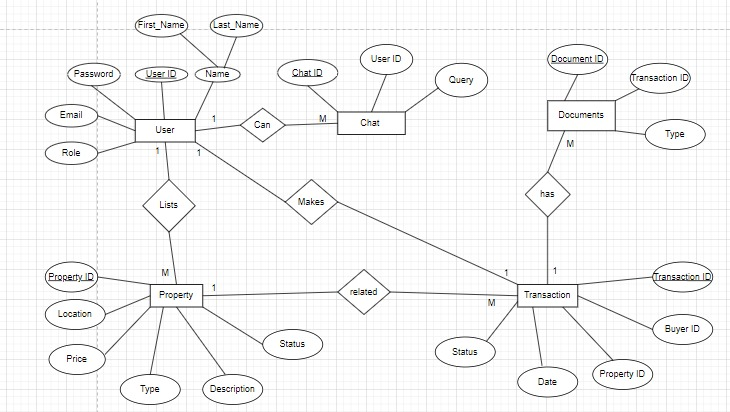 First_Name
Last_Name
Password
User ID
Name
Chat ID
User ID
Query
Document ID
Transaction ID
Email
Role
User
1
Can
M
Chat
Documents
Type
M
1
1
Lists
Makes
has
M
1
1
1
Property ID
Location
Price
Property
related
M
Transaction
Transaction ID
Buyer ID
Property ID
Date
Status
Status
Type
Description